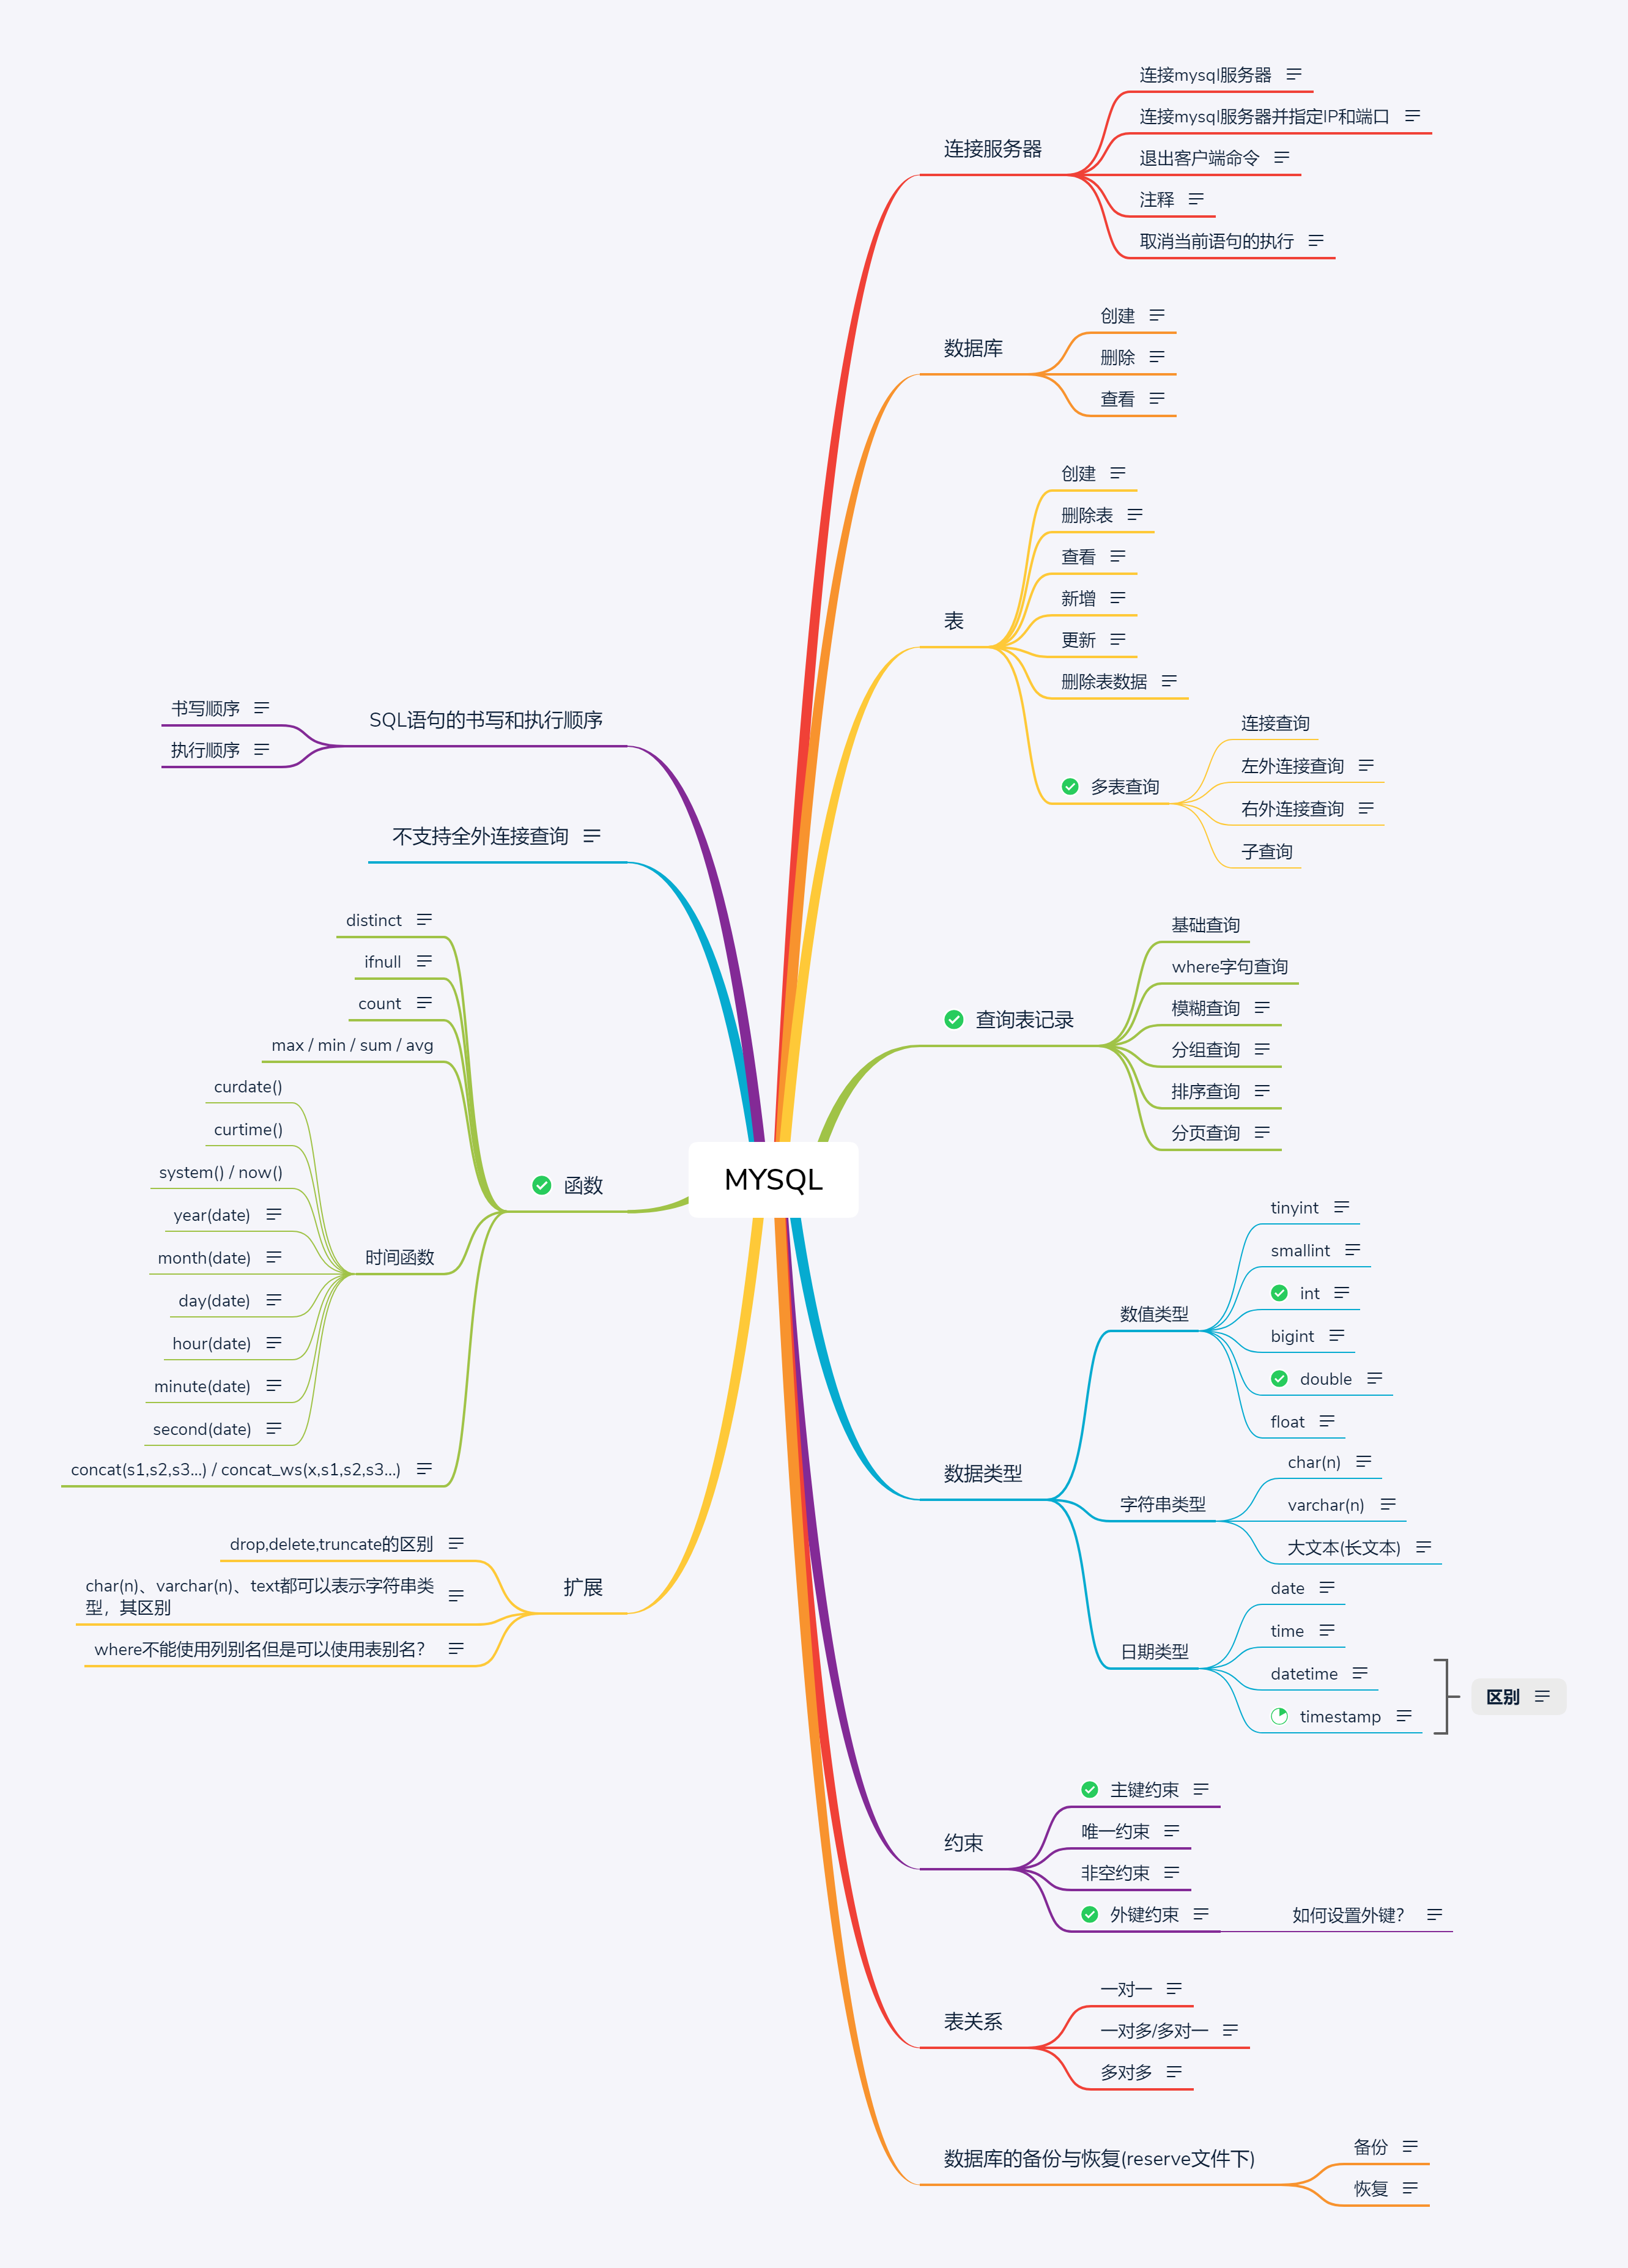 MYSQL
连接服务器
连接mysql服务器
连接mysql服务器并指定IP和端口
退出客户端命令
注释
取消当前语句的执行
数据库
创建
删除
查看
表
创建
删除表
查看
新增
更新
删除表数据
多表查询
连接查询
左外连接查询
右外连接查询
子查询
查询表记录
基础查询
where字句查询
模糊查询
分组查询
排序查询
分页查询
数据类型
数值类型
tinyint
smallint
int
bigint
double
float
字符串类型
char(n)
varchar(n)
大文本(长文本)
日期类型
date
time
datetime
timestamp
区别
约束
主键约束
唯一约束
非空约束
外键约束
如何设置外键?
表关系
一对一
一对多/多对一
多对多
数据库的备份与恢复(reserve文件下)
备份
恢复
SQL语句的书写和执行顺序
书写顺序
执行顺序
不支持全外连接查询
函数
distinct
ifnull
count
max / min / sum / avg
时间函数
curdate()
curtime()
system() / now()
year(date)
month(date)
day(date)
hour(date)
minute(date)
second(date)
concat(s1,s2,s3...) / concat_ws(x,s1,s2,s3...)
扩展
drop,delete,truncate的区别
char(n)、varchar(n)、text都可以表示字符串类
型，其区别
where不能使用列别名但是可以使用表别名?